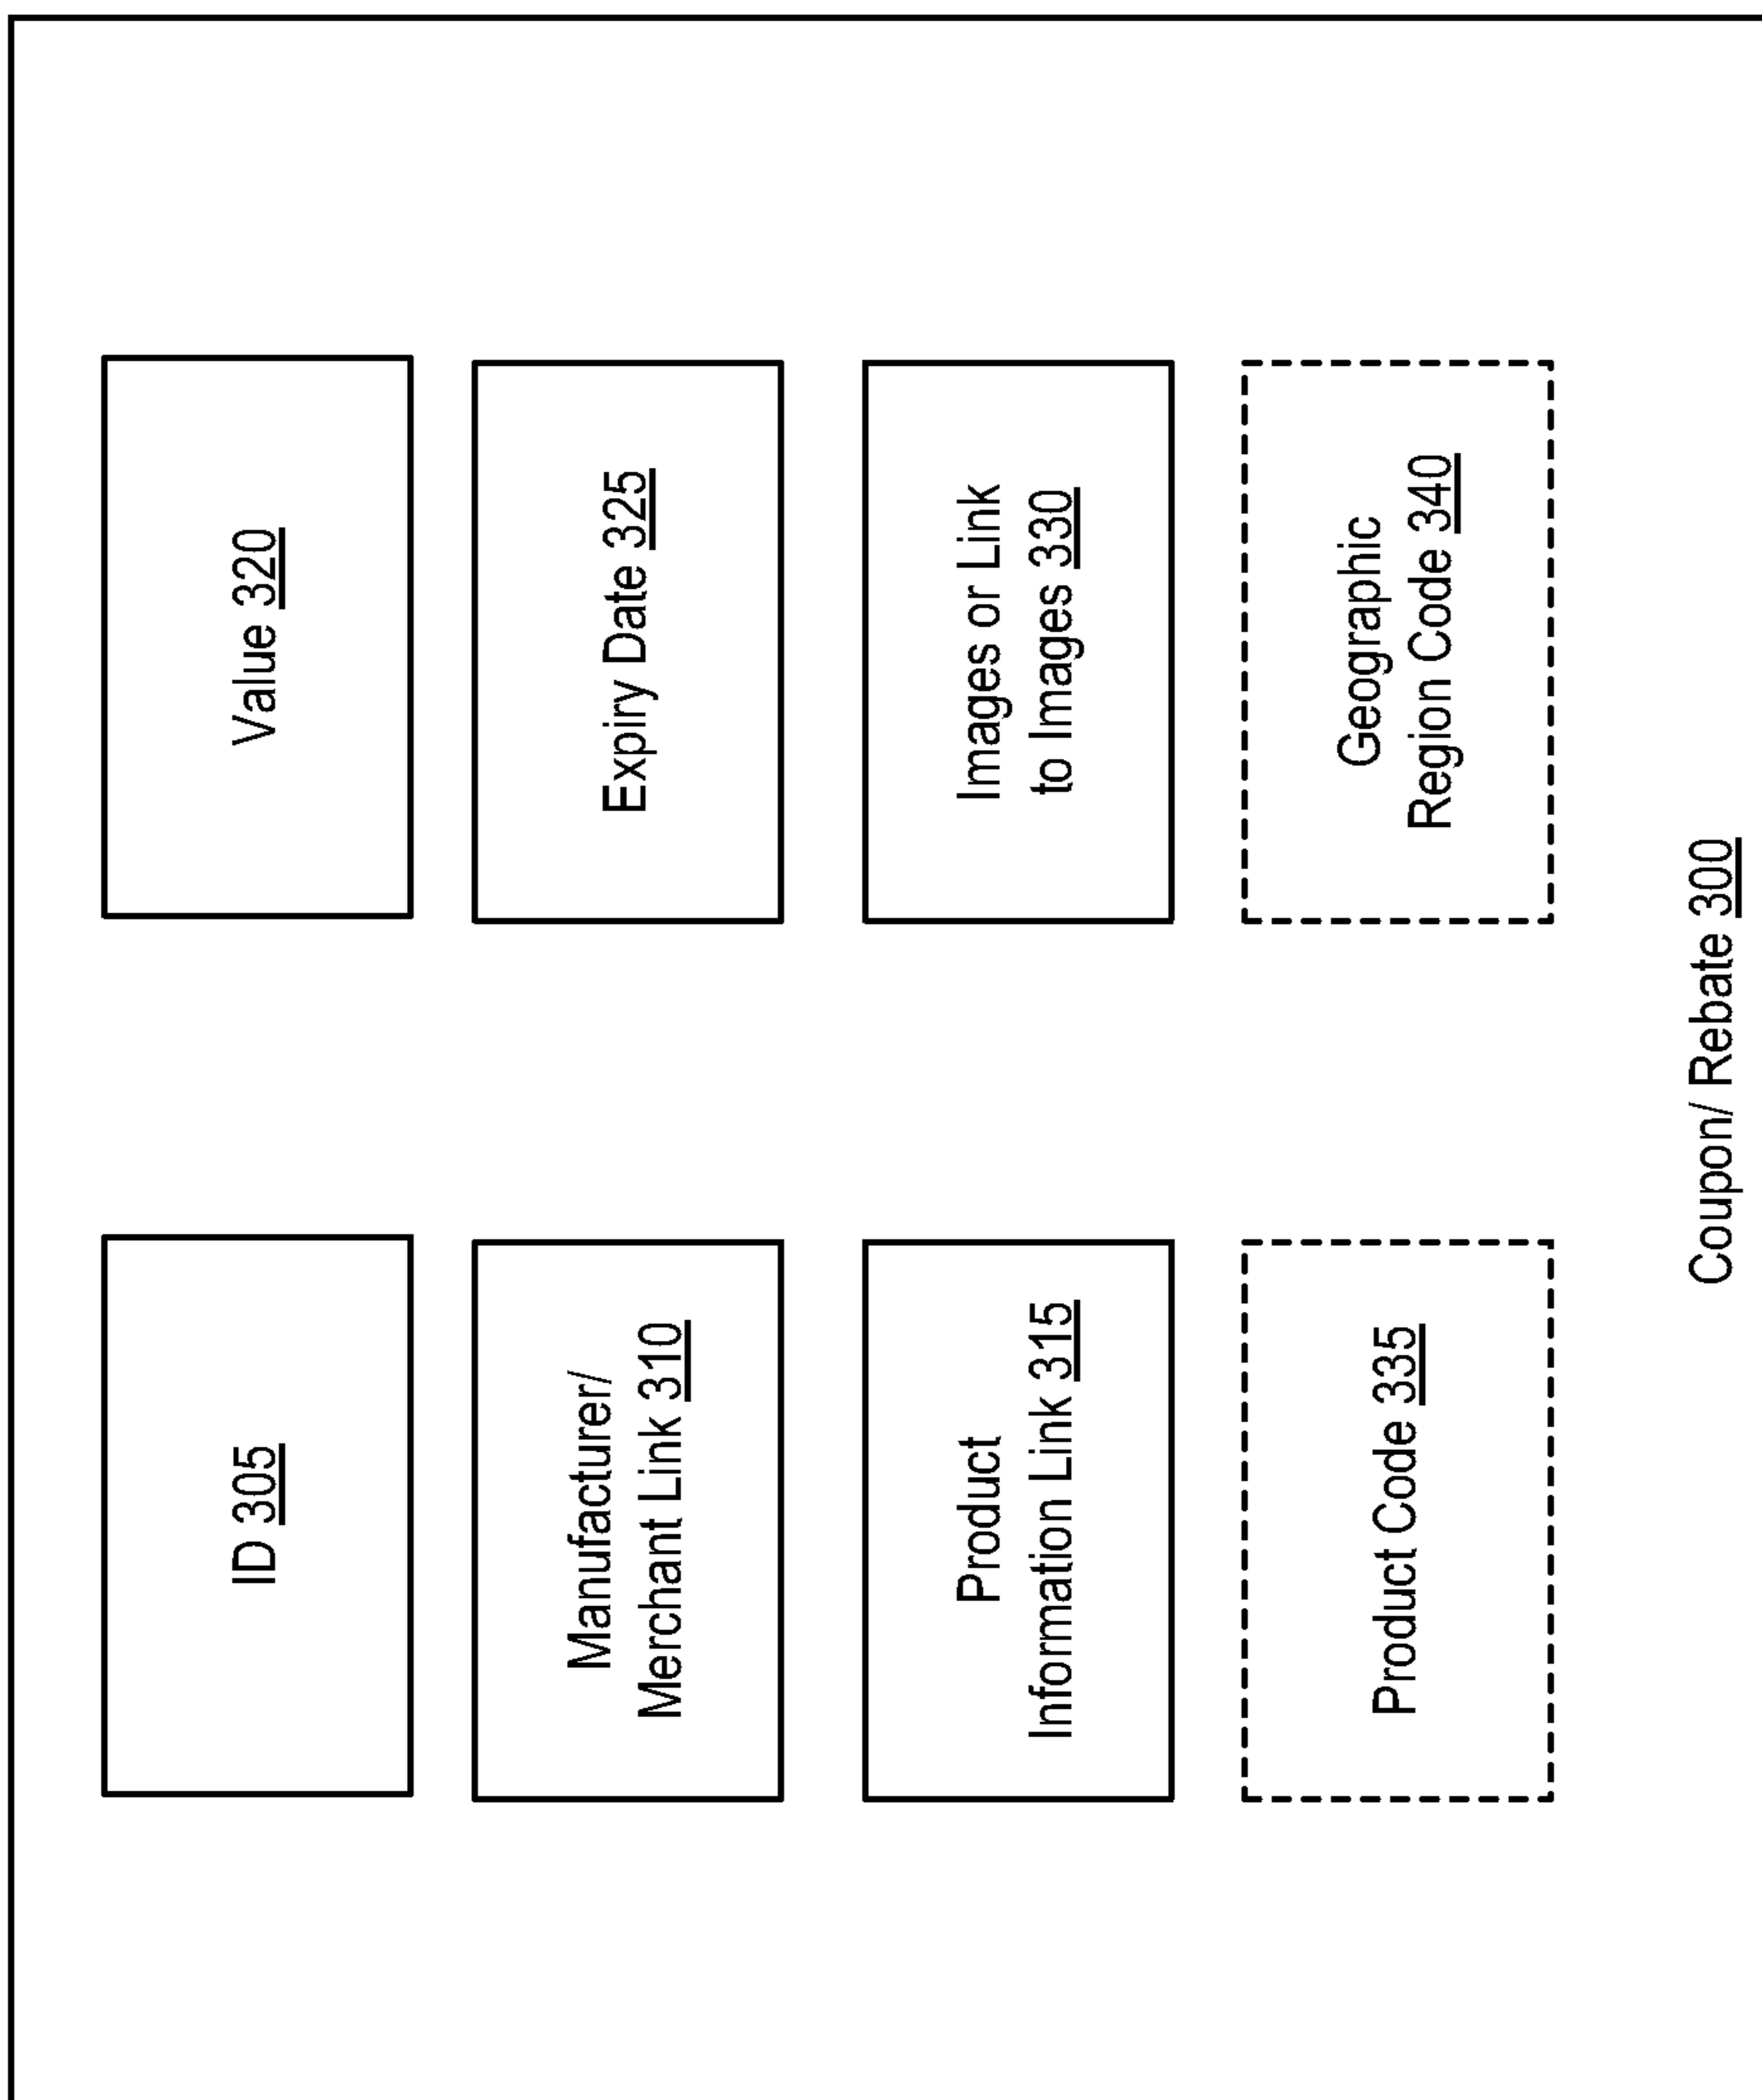 ID 305
Value 320
Manufacturer/
Merchant Link 310
Expiry Date 325
Product
Information Link 315
Images or Link
to Images 330
Product Code 335
Geographic
Region Code 340
Coupon/ Rebate 300